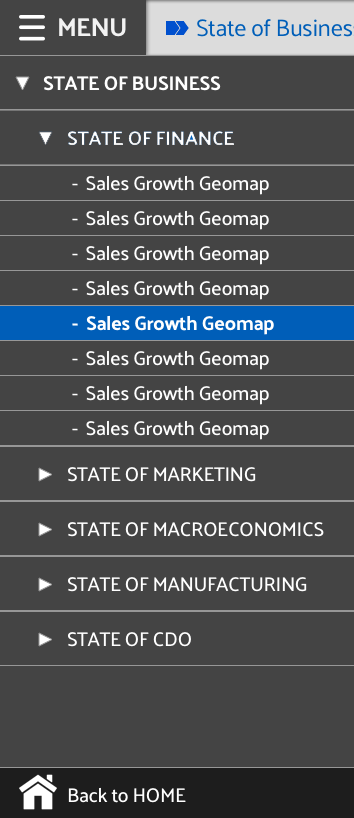 MENU
State of Busines
STATE OF BUSINESS
STATE OF FINANCE
- Sales Growth Geomap
- Sales Growth Geomap
- Sales Growth Geomap
- Sales Growth Geomap
- Sales Growth Geomap
- Sales Growth Geomap
- Sales Growth Geomap
- Sales Growth Geomap
STATE OF MARKETING
STATE OF MACROECONOMICS
STATE OF MANUFACTURING
STATE OF CDO
Back to HOME